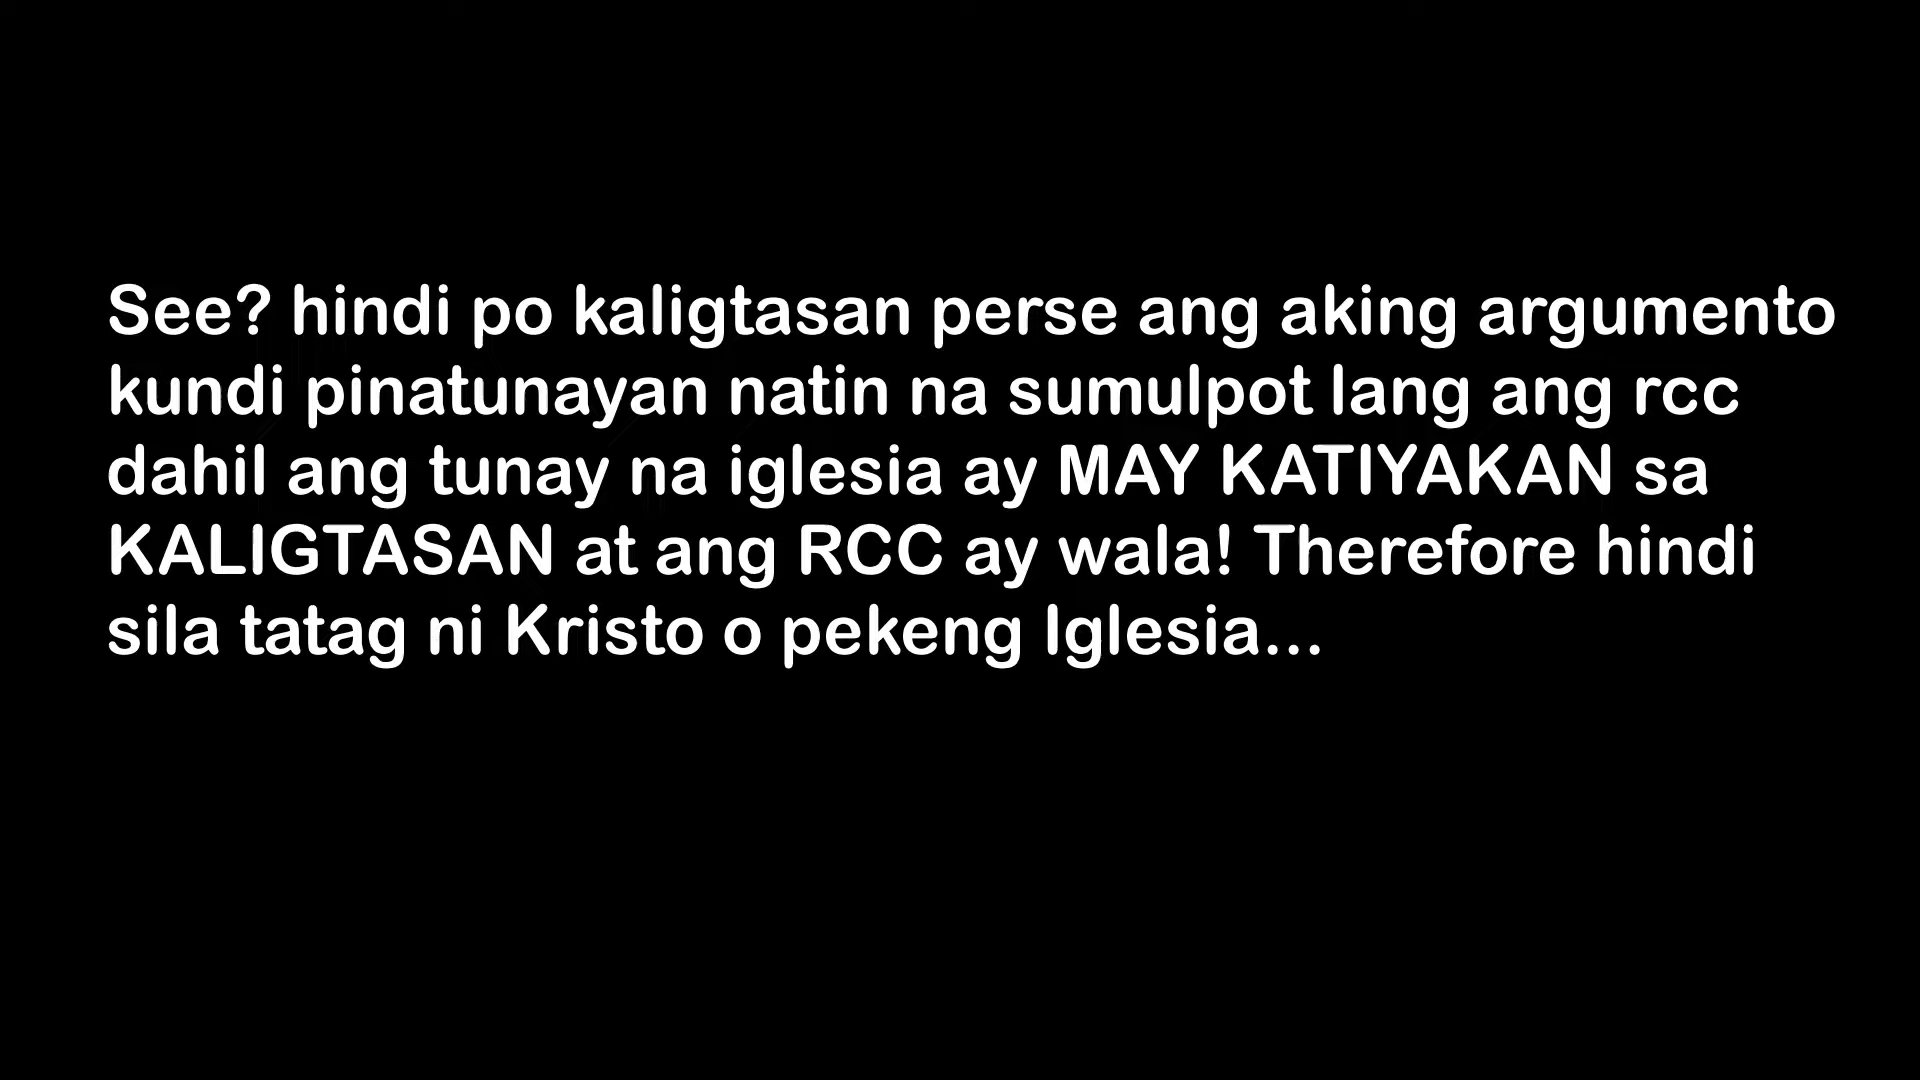 See? hindi po kaligtasan perse ang aking argumento
kundi pinatunayan natin na sumulpot lang ang rcc
dahil ang tunay na iglesia ay MAY KATIYAKAN sa
KALIGTASAN at ang RCC ay wala! Therefore hindi
sila tatag ni Kristo o pekeng Iglesia...